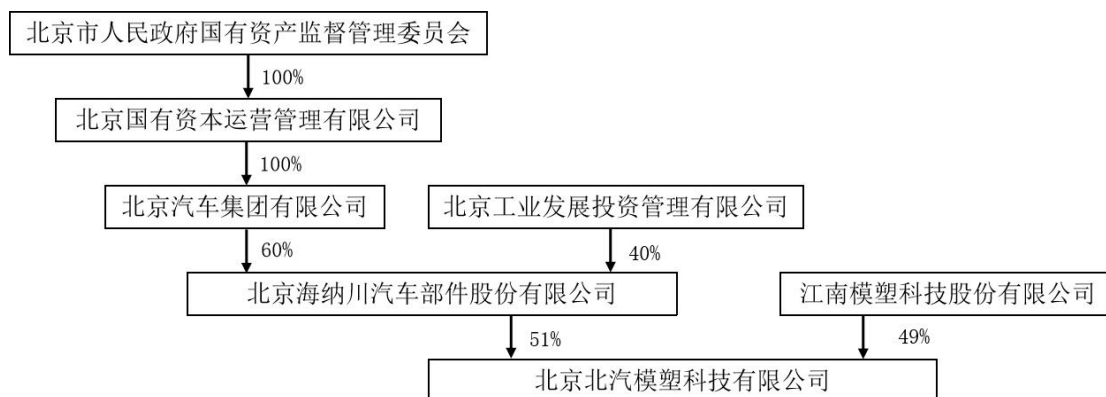 北京市人民政府国有资产监督管理委员会
100%
北京国有资本运营管理有限公司
100%
北京汽车集团有限公司
北京工业发展投资管理有限公司
60%
40%
北京海纳川汽车部件股份有限公司
江南模塑科技股份有限公司
51%
49%
北京北汽模塑科技有限公司